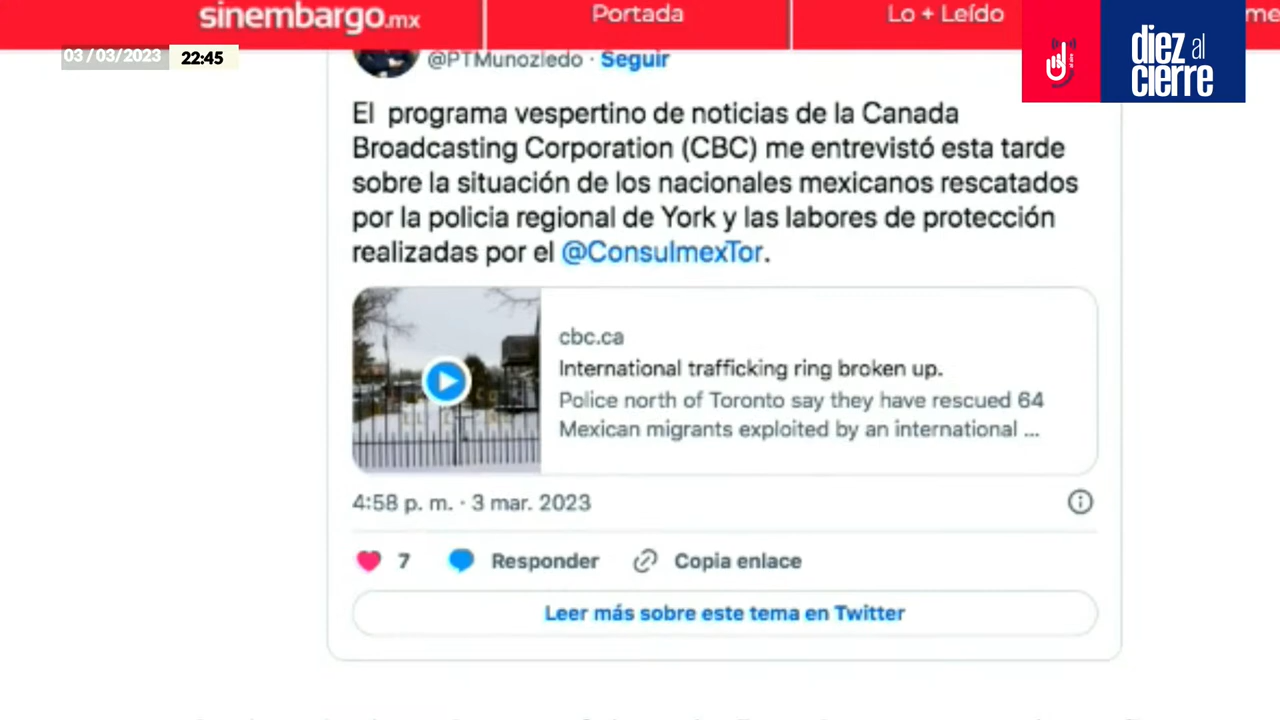 sinembargo.mx
Portada
Lo + Leído
03/03/2023
22:45
diez al
cierre
@PTMunozledo · Seguir
El programa vespertino de noticias de la Canada
Broadcasting Corporation (CBC) me entrevistó esta tarde
sobre la situación de los nacionales mexicanos rescatados
por la policia regional de York y las labores de protección
realizadas por el @ConsulmexTor.
cbc.ca
International trafficking ring broken up.
Police north of Toronto say they have rescued 64
Mexican migrants exploited by an international ...
4:58 p. m. · 3 mar. 2023
7
Responder
Copia enlace
Leer más sobre este tema en Twitter